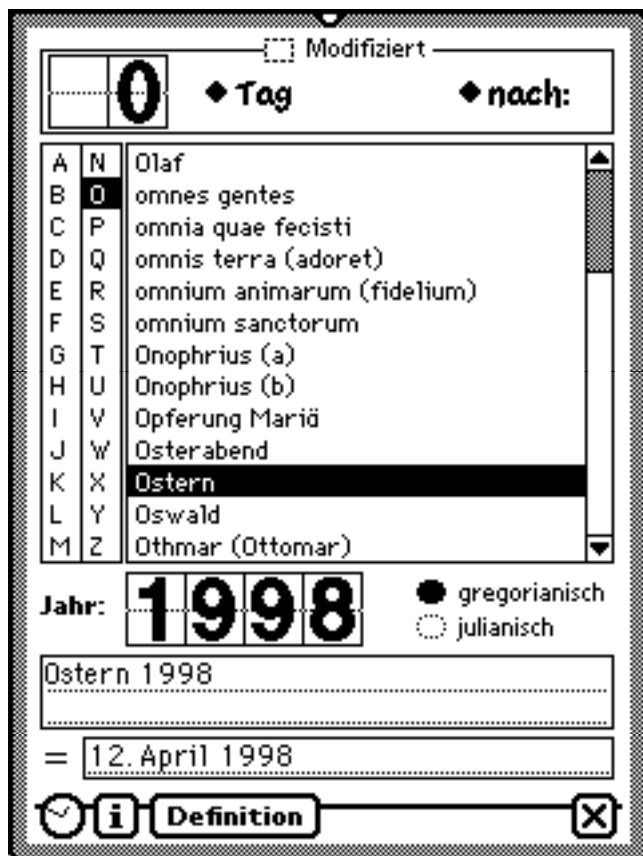 Modifiziert
0 Tag nach:
A N Olaf
B O omnes gentes
C P omnia quae fecisti
D Q omnis terra (adoret)
E R omnium animarum (fidelium)
F S omnium sanctorum
G T Onophrius (a)
H U Onophrius (b)
I V Opferung Mariä
J W Osterabend
K X Ostern
L Y Oswald
M Z Othmar (Ottomar)
Jahr: 1998 gregorianisch
julianisch
Ostern 1998
= 12. April 1998
i Definition X